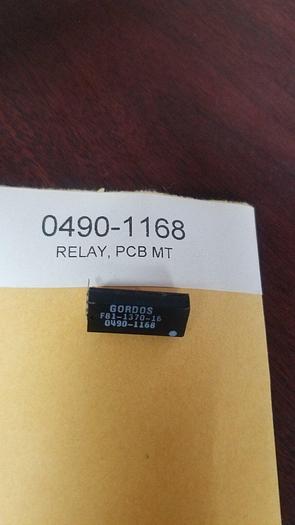 0490-1168
RELAY, PCB MT
GORDOS
F81-1370-16
0490-1168